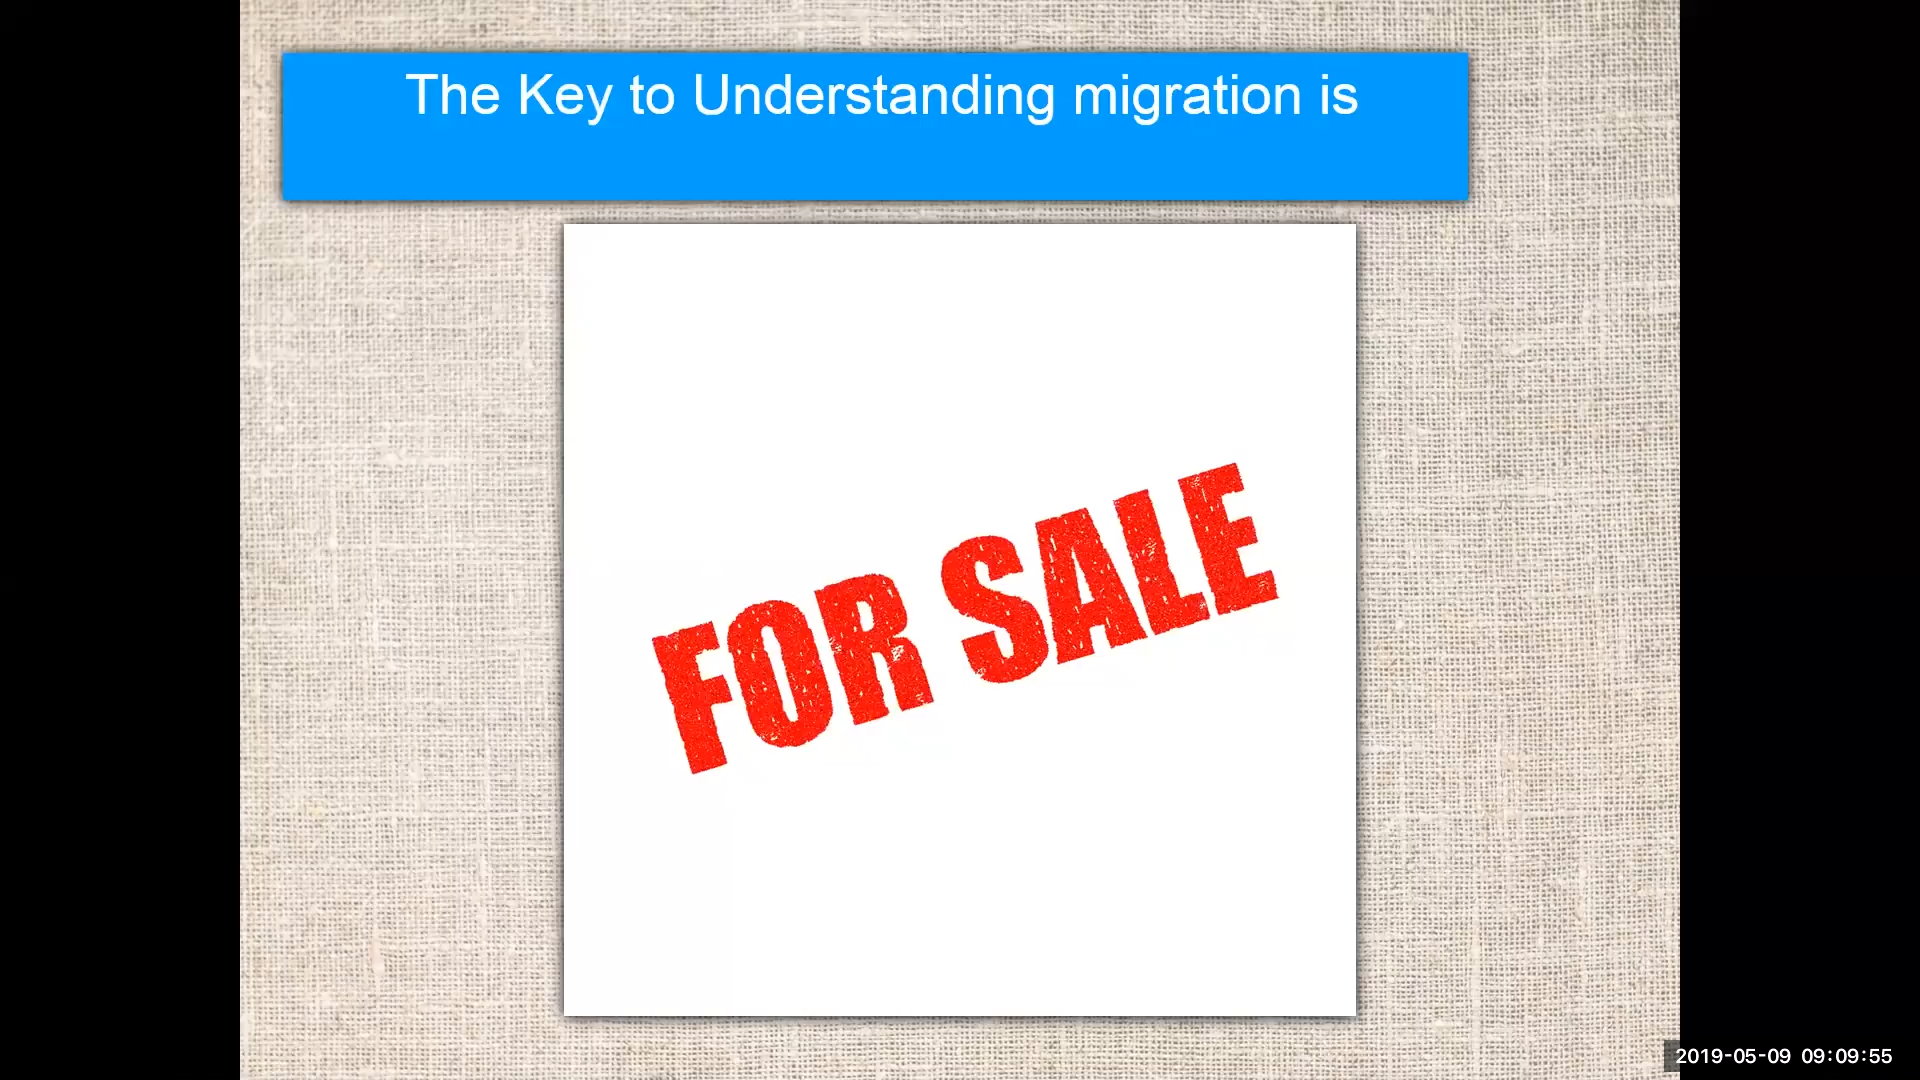 The Key to Understanding migration is
FOR SALE
2019-05-09 09:09:55